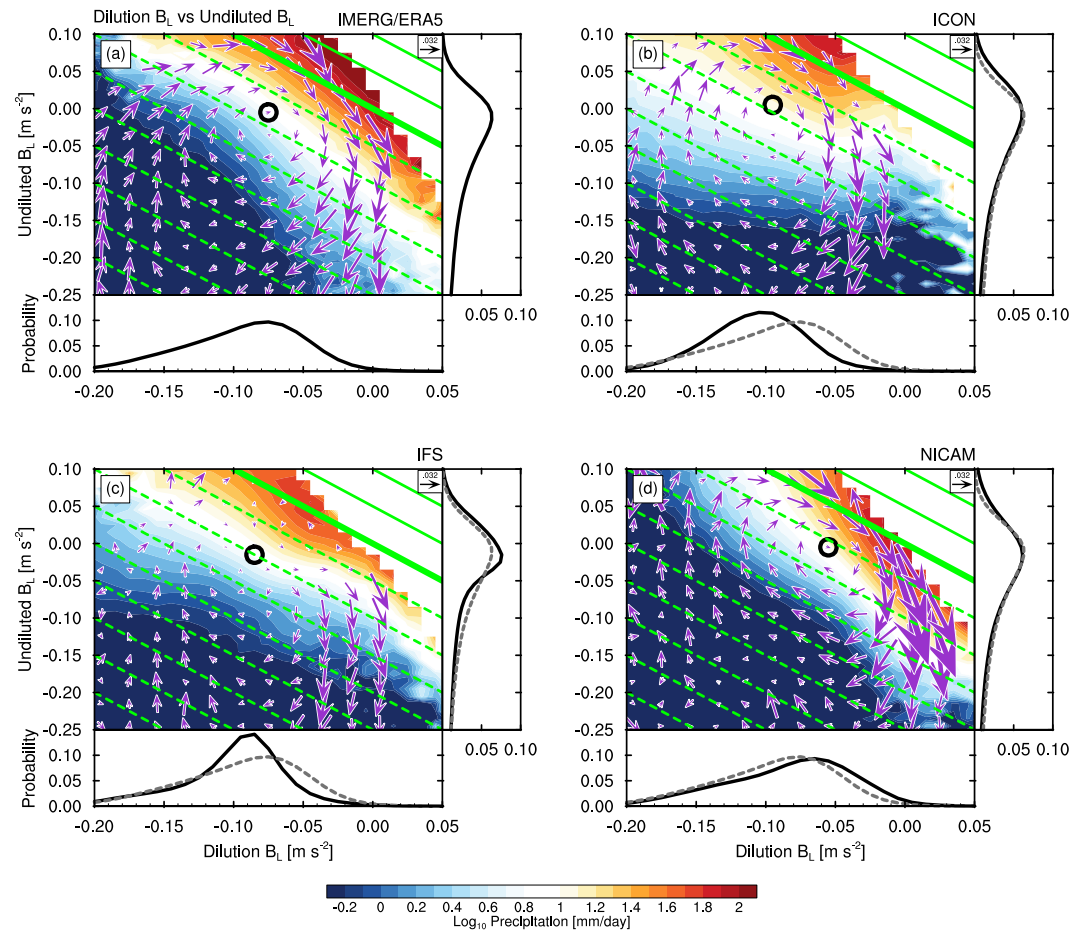 Dilution B_L vs Undiluted B_L IMERG/ERA5
ICON
(a)
.032
0.10
0.05
0.00
-0.05
-0.10
-0.15
-0.20
-0.25
Undiluted B_L [m s⁻²]
0.05 0.10
Probability
0.10
0.05
0.00
-0.20 -0.15 -0.10 -0.05 0.00 0.05
(b)
.032
0.10
0.05
0.00
-0.05
-0.10
-0.15
-0.20
-0.25
0.05 0.10
0.10
0.05
0.00
-0.20 -0.15 -0.10 -0.05 0.00 0.05
IFS
NICAM
(c)
.032
0.10
0.05
0.00
-0.05
-0.10
-0.15
-0.20
-0.25
Undiluted B_L [m s⁻²]
0.05 0.10
Probability
0.10
0.05
0.00
-0.20 -0.15 -0.10 -0.05 0.00 0.05
Dilution B_L [m s⁻²]
(d)
.032
0.10
0.05
0.00
-0.05
-0.10
-0.15
-0.20
-0.25
0.05 0.10
0.10
0.05
0.00
-0.20 -0.15 -0.10 -0.05 0.00 0.05
Dilution B_L [m s⁻²]
-0.2 0 0.2 0.4 0.6 0.8 1 1.2 1.4 1.6 1.8 2
Log₁₀ Precipitation [mm/day]